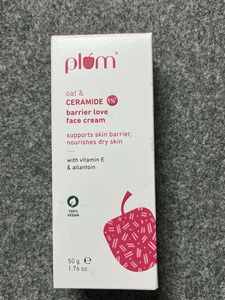 plum
oat &
CERAMIDE 1%
barrier love
face cream
supports skin barrier,
nourishes dry skin
with vitamin E
& allantoin
100%
VEGAN
50 g ℮
1.76 oz.